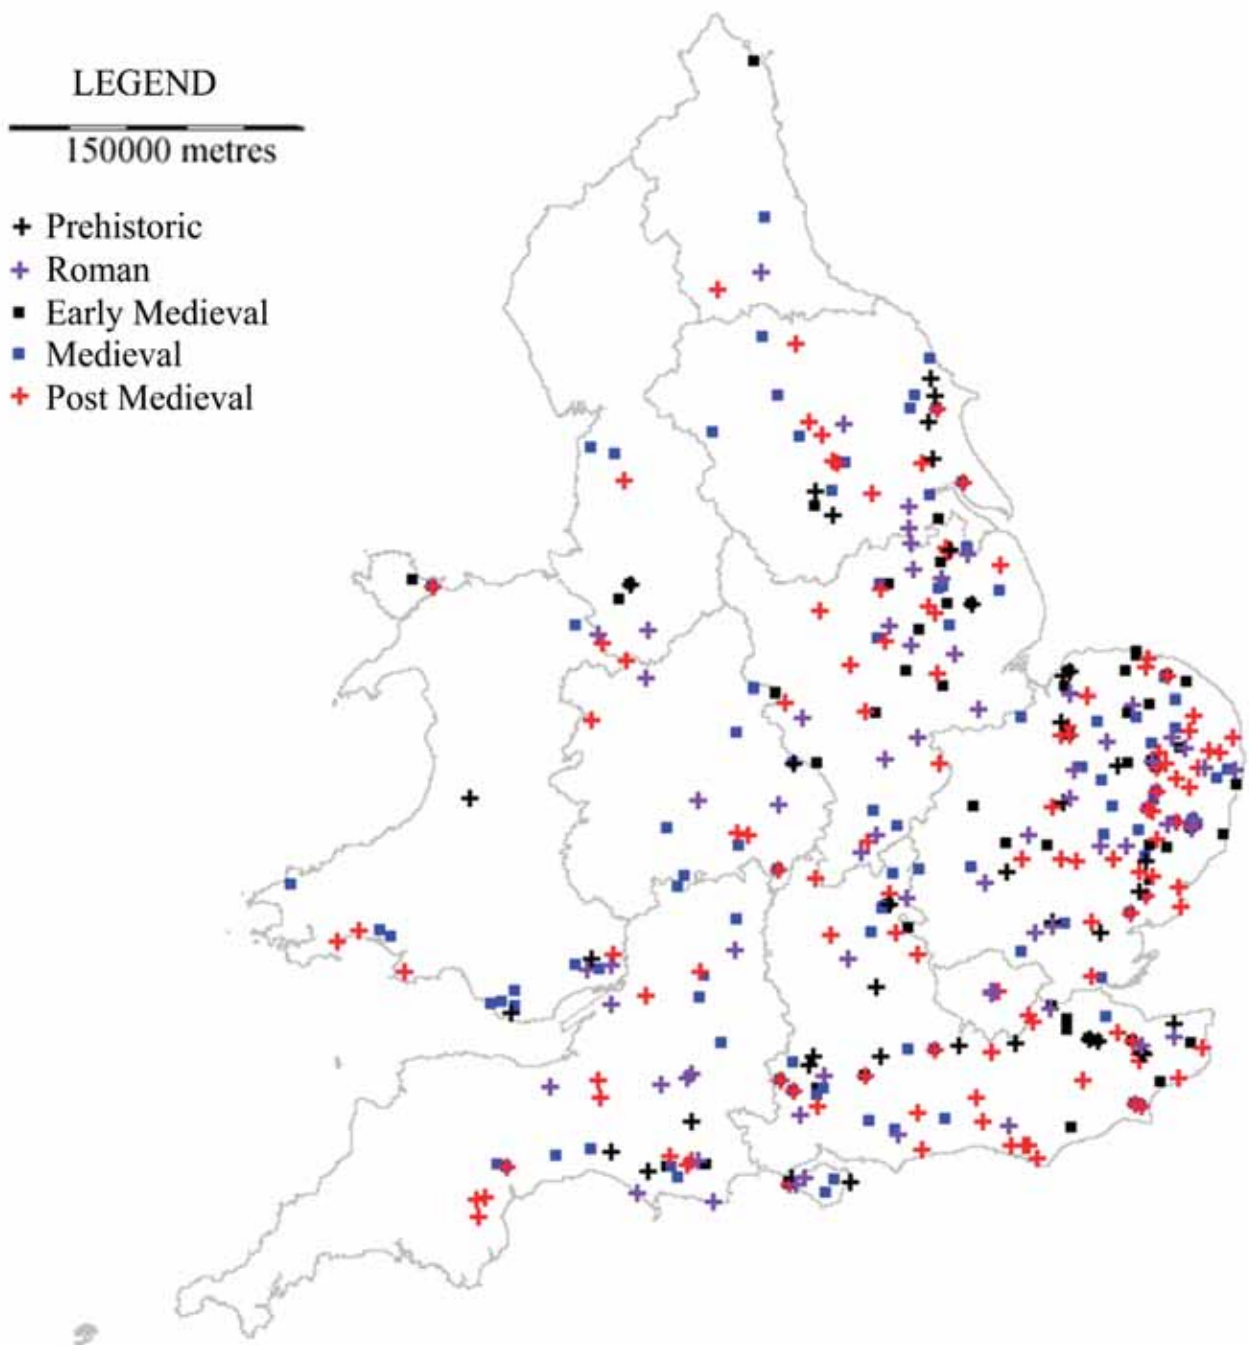 LEGEND
150000 metres
Prehistoric
Roman
Early Medieval
Medieval
Post Medieval